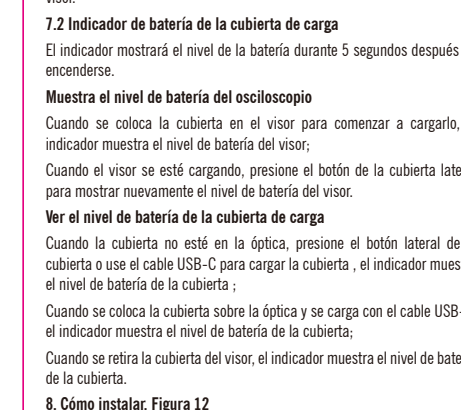 visor.
7.2 Indicador de batería de la cubierta de carga
El indicador mostrará el nivel de la batería durante 5 segundos después
encenderse.
Muestra el nivel de batería del osciloscopio
Cuando se coloca la cubierta en el visor para comenzar a cargarlo,
indicador muestra el nivel de batería del visor;
Cuando el visor se esté cargando, presione el botón de la cubierta late
para mostrar nuevamente el nivel de batería del visor.
Ver el nivel de batería de la cubierta de carga
Cuando la cubierta no esté en la óptica, presione el botón lateral de
cubierta o use el cable USB-C para cargar la cubierta , el indicador mues
el nivel de batería de la cubierta ;
Cuando se coloca la cubierta sobre la óptica y se carga con el cable USB-
el indicador muestra el nivel de batería de la cubierta;
Cuando se retira la cubierta del visor, el indicador muestra el nivel de bate
de la cubierta.
8. Cómo instalar. Figura 12